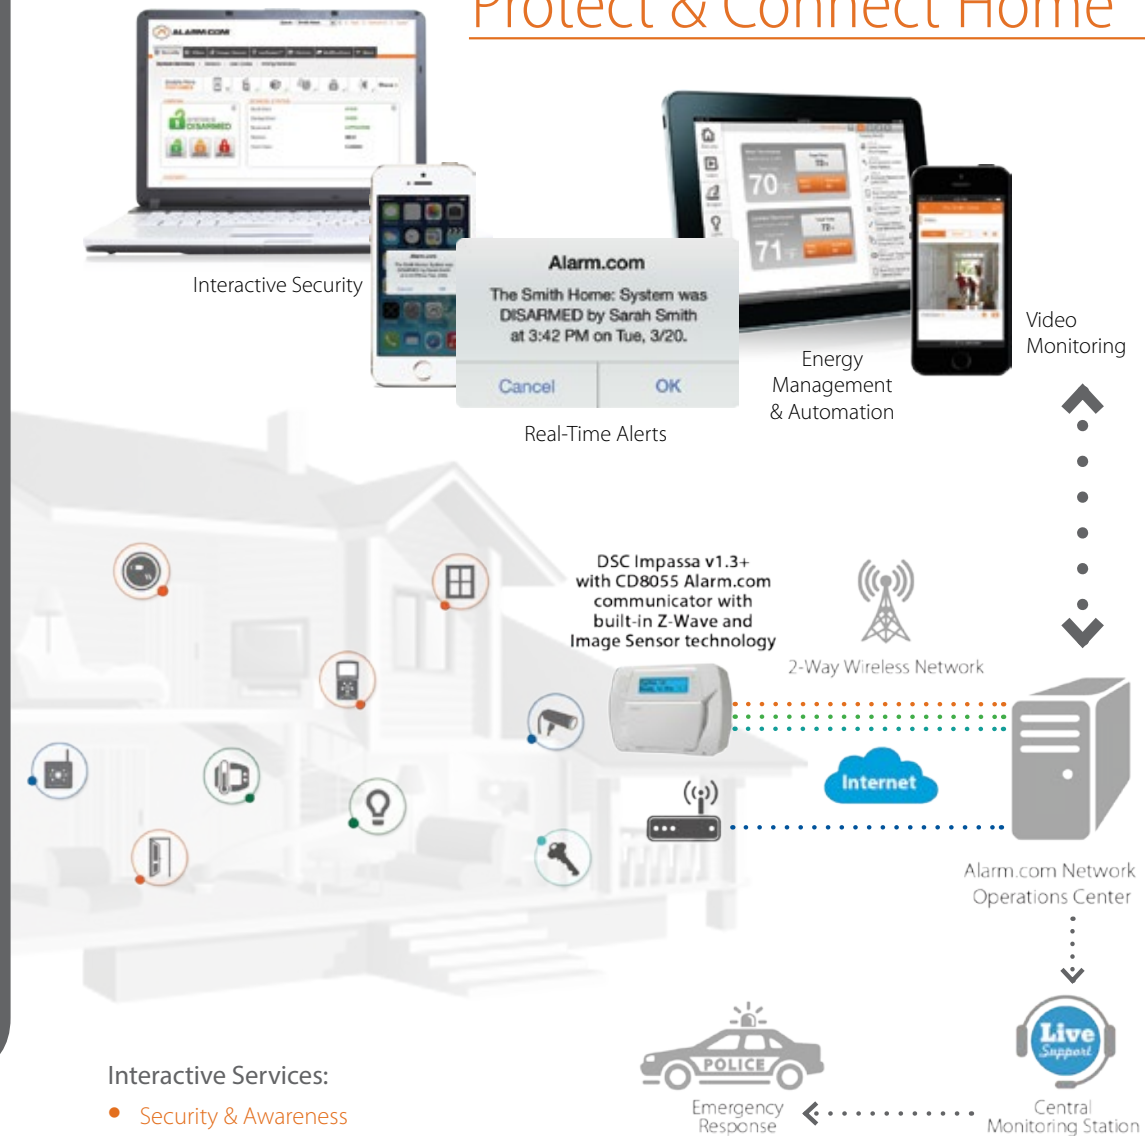 Protect & Connect Home
ALARM.COM
DISARMED
Interactive Security
Alarm.com
The Smith Home: System was
DISARMED by Sarah Smith
at 3:42 PM on Tue, 3/20.
Cancel
OK
Real-Time Alerts
70
71
Energy
Management
& Automation
Video
Monitoring
DSC Impassa v1.3+
with CD8055 Alarm.com
communicator with
built-in Z-Wave and
Image Sensor technology
2-Way Wireless Network
Internet
Alarm.com Network
Operations Center
Live
Support
Central
Monitoring Station
POLICE
Emergency
Response
Interactive Services:
• Security & Awareness